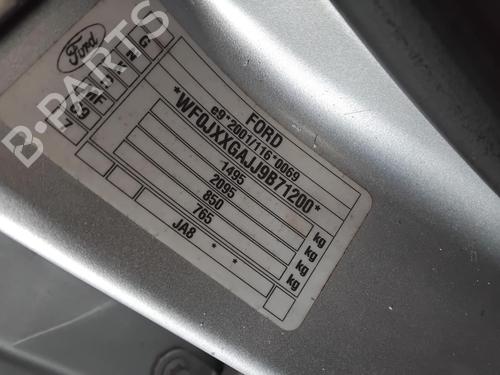 Ford
FORD
e9*2001/116*0069
*WF0JXXGAJJ9B71200*
1495 kg
2095 kg
850 kg
765 kg
JA8 * *
B-PARTS